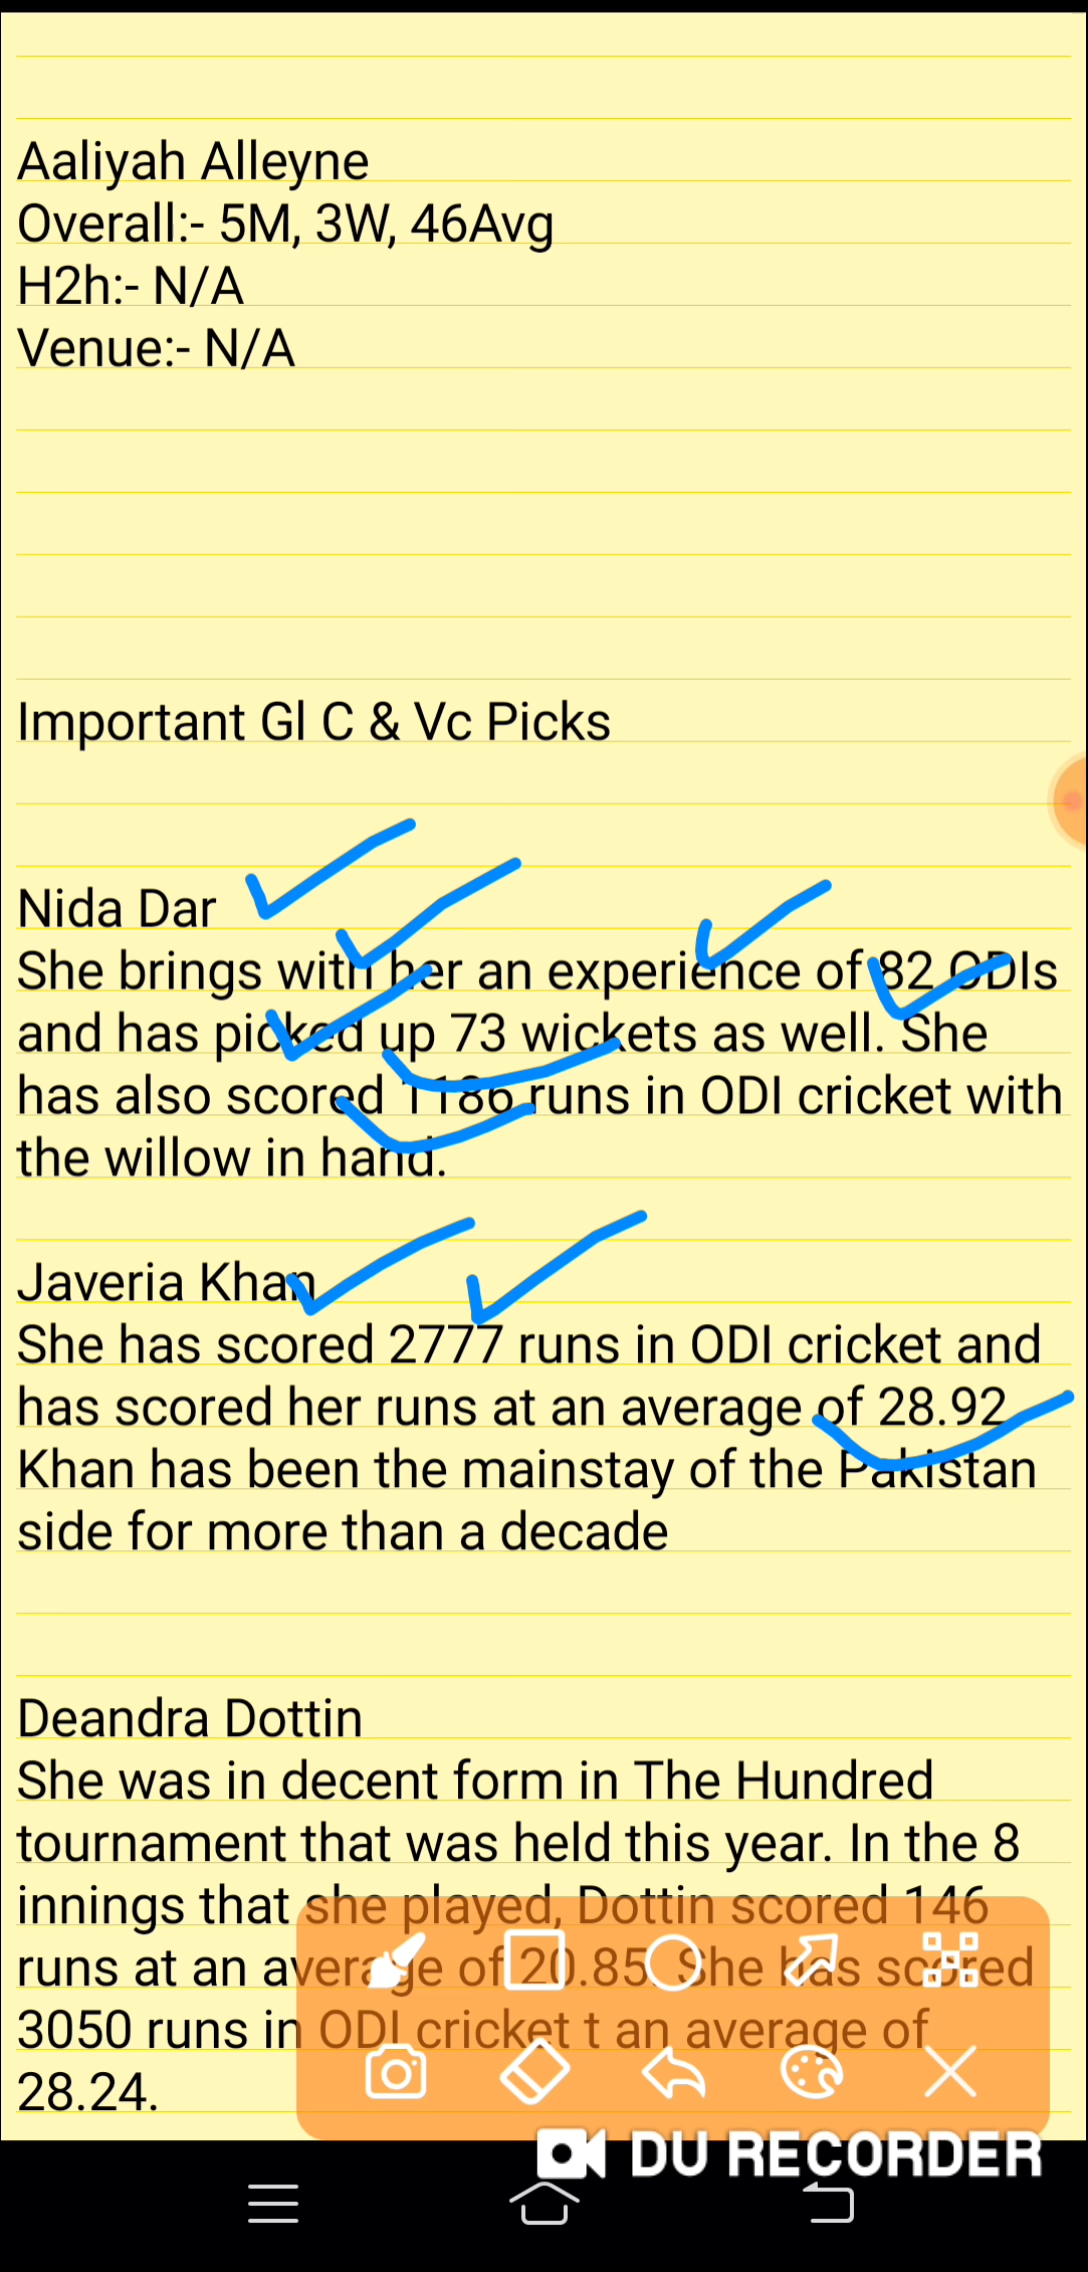 Aaliyah Alleyne
Overall:- 5M, 3W, 46Avg
H2h:- N/A
Venue:- N/A
Important Gl C & Vc Picks
Nida Dar
She brings with her an experience of 82 ODIs
and has picked up 73 wickets as well. She
has also scored 1186 runs in ODI cricket with
the willow in hand.
Javeria Khan
She has scored 2777 runs in ODI cricket and
has scored her runs at an average of 28.92
Khan has been the mainstay of the Pakistan
side for more than a decade
Deandra Dottin
She was in decent form in The Hundred
tournament that was held this year. In the 8
innings that she played, Dottin scored 146
runs at an average of 20.85. She has scored
3050 runs in ODI cricket t an average of
28.24.
DU RECORDER